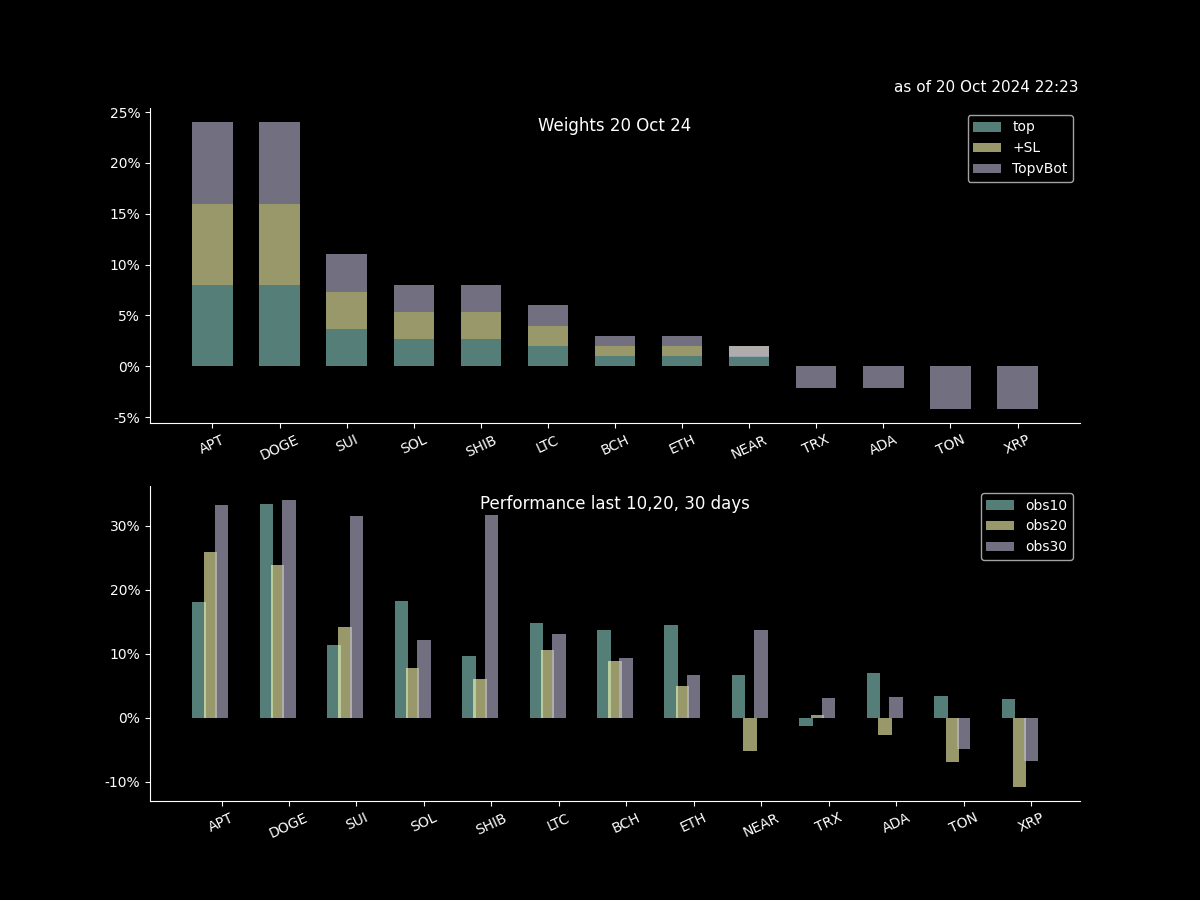 as of 20 Oct 2024 22:23
Weights 20 Oct 24
25%
20%
15%
10%
5%
0%
-5%
top
+SL
TopvBot
APT DOGE SUI SOL SHIB LTC BCH ETH NEAR TRX ADA TON XRP
Performance last 10,20, 30 days
30%
20%
10%
0%
-10%
obs10
obs20
obs30
APT DOGE SUI SOL SHIB LTC BCH ETH NEAR TRX ADA TON XRP